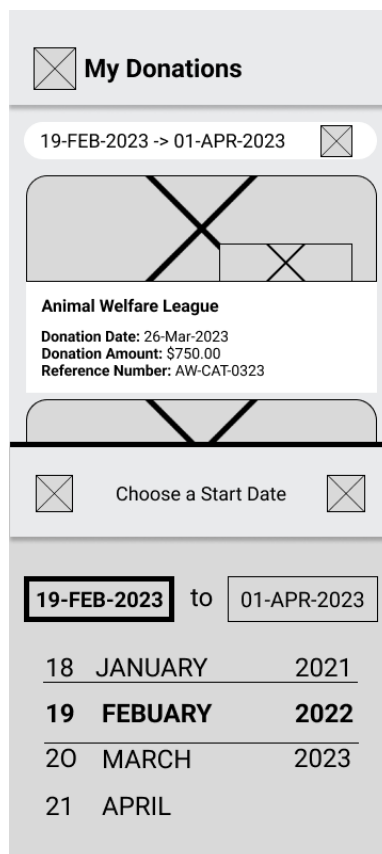 My Donations
19-FEB-2023 -> 01-APR-2023
Animal Welfare League
Donation Date: 26-Mar-2023
Donation Amount: $750.00
Reference Number: AW-CAT-0323
Choose a Start Date
19-FEB-2023 to 01-APR-2023
18 JANUARY 2021
19 FEBUARY 2022
20 MARCH 2023
21 APRIL